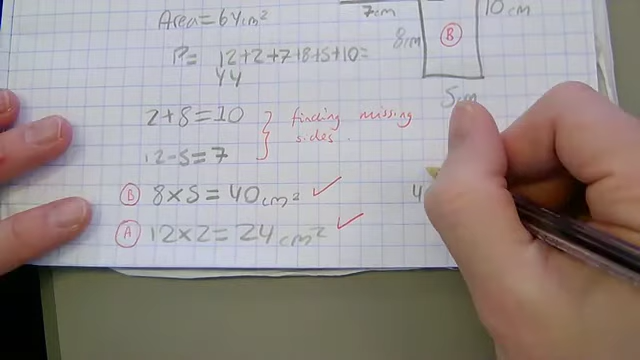 7cm
10cm
Area=64cm²
8cm
B
P= 12+2+7+8+5+10=
44
5cm
2+8=10
finding missing
sides.
12-5=7
B 8×5=40cm² ✓
4
A 12×2=24cm² ✓